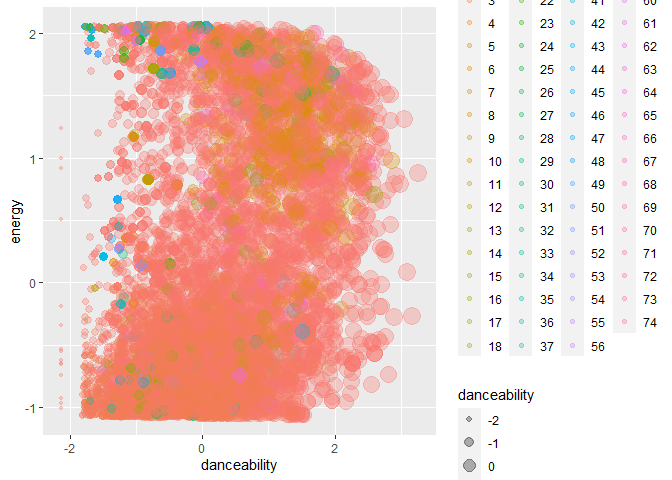 2
1
0
-1
-2
0
2
energy
danceability
3 22 41 60
4 23 42 61
5 24 43 62
6 25 44 63
7 26 45 64
8 27 46 65
9 28 47 66
10 29 48 67
11 30 49 68
12 31 50 69
13 32 51 70
14 33 52 71
15 34 53 72
16 35 54 73
17 36 55 74
18 37 56
danceability
-2
-1
0